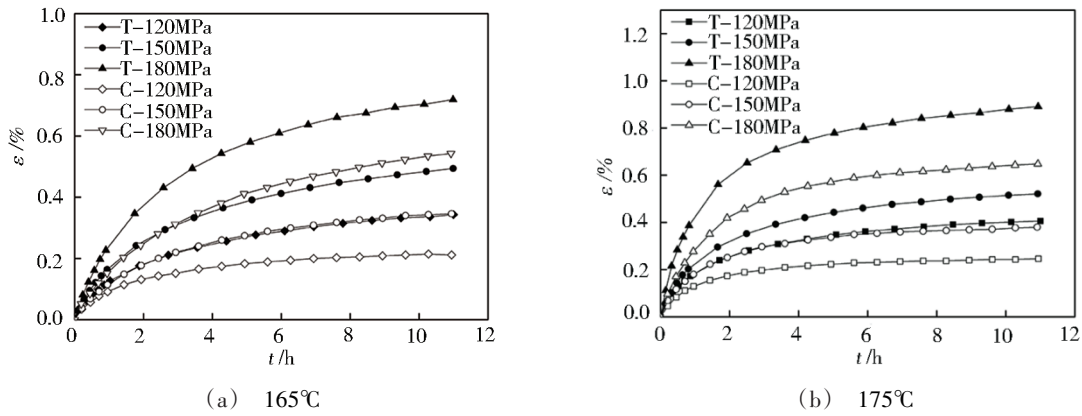 1.0
0.8
0.6
0.4
0.2
0.0
ε/%
T-120MPa
T-150MPa
T-180MPa
C-120MPa
C-150MPa
C-180MPa
0 2 4 6 8 10 12
t/h
(a) 165℃
1.2
1.0
0.8
0.6
0.4
0.2
0.0
ε/%
T-120MPa
T-150MPa
T-180MPa
C-120MPa
C-150MPa
C-180MPa
0 2 4 6 8 10 12
t/h
(b) 175℃